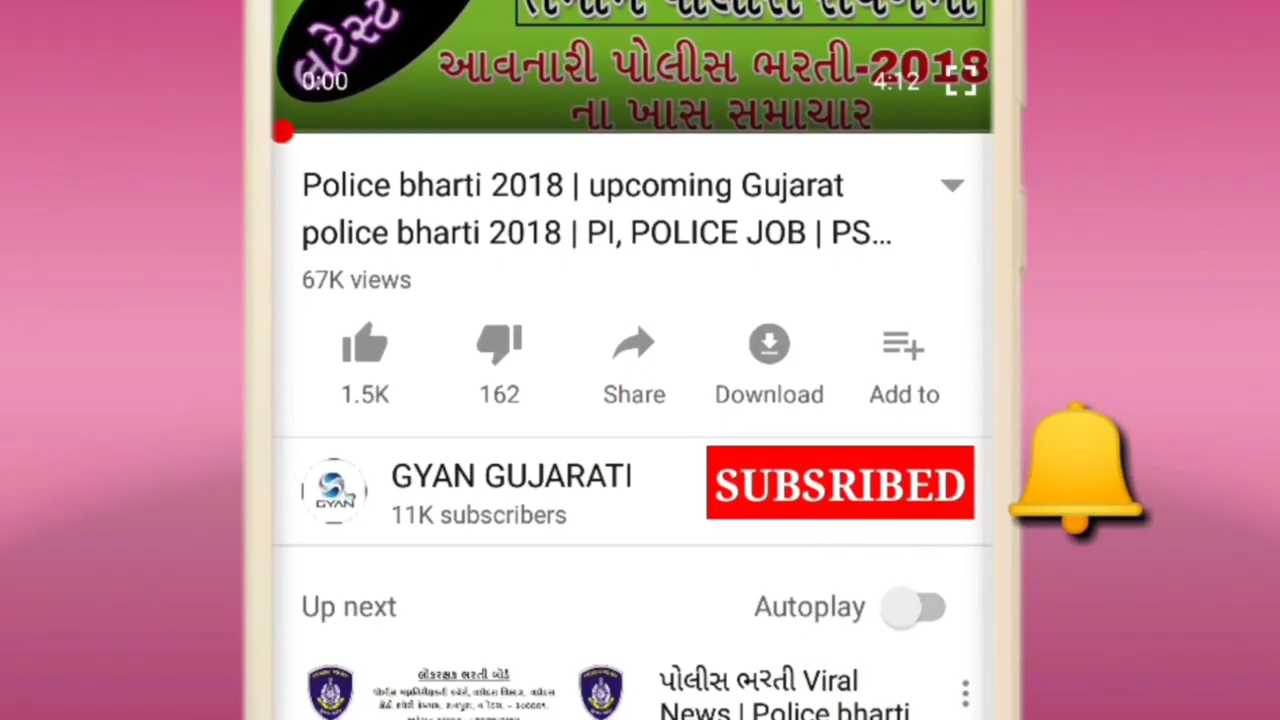 લેટેસ્ટ
આવનારી પોલીસ ભરતી-2018
ના ખાસ સમાચાર
0:00
4:12
Police bharti 2018 | upcoming Gujarat
police bharti 2018 | PI, POLICE JOB | PS...
67K views
1.5K
162
Share
Download
Add to
GYAN
GYAN GUJARATI
11K subscribers
SUBSRIBED
Up next
Autoplay
લોકરક્ષક ભરતી બોર્ડ
પોલીસ ભરતી Viral
News | Police bharti